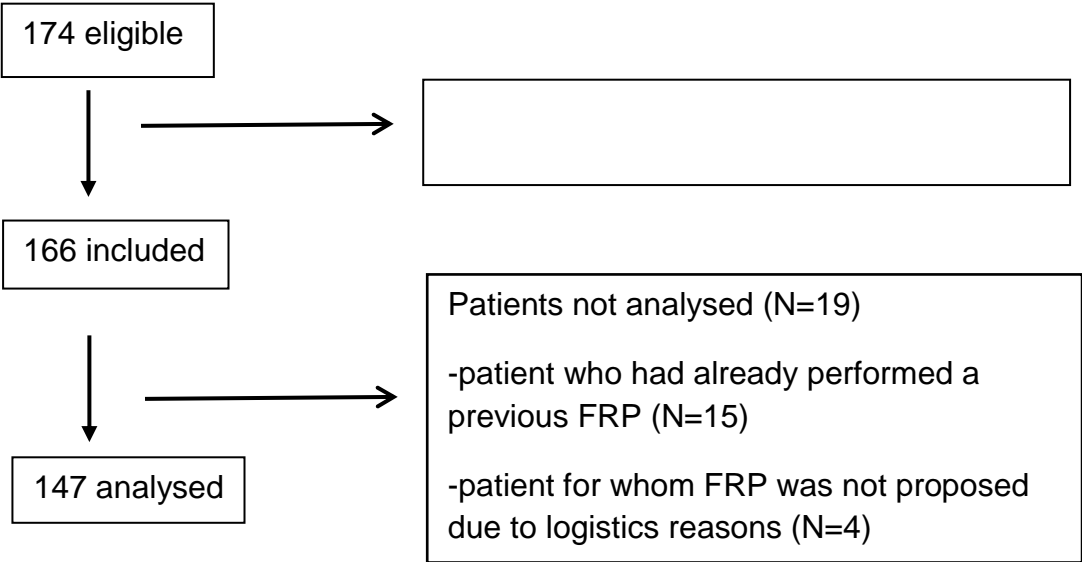 174 eligible
166 included
Patients not analysed (N=19)
-patient who had already performed a
previous FRP (N=15)
147 analysed
-patient for whom FRP was not proposed
due to logistics reasons (N=4)